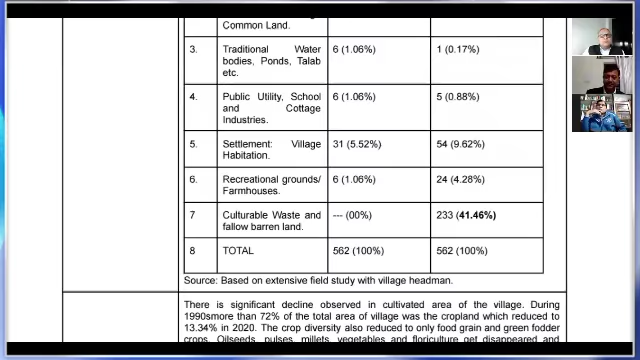 Common Land.
3. Traditional Water 6 (1.06%) 1 (0.17%)
bodies, Ponds, Talab
etc.
4. Public Utility, School 6 (1.06%) 5 (0.88%)
and Cottage
Industries.
5. Settlement: Village 31 (5.52%) 54 (9.62%)
Habitation.
6. Recreational grounds/ 6 (1.06%) 24 (4.28%)
Farmhouses.
7 Culturable Waste and --- (00%) 233 (41.46%)
fallow barren land.
8 TOTAL 562 (100%) 562 (100%)
Source: Based on extensive field study with village headman.
There is significant decline observed in cultivated area of the village. During
1990smore than 72% of the total area of village was the cropland which reduced to
13.34% in 2020. The crop diversity also reduced to only food grain and green fodder
crops. Oilseeds, pulses, millets, vegetables and floriculture get disappeared and